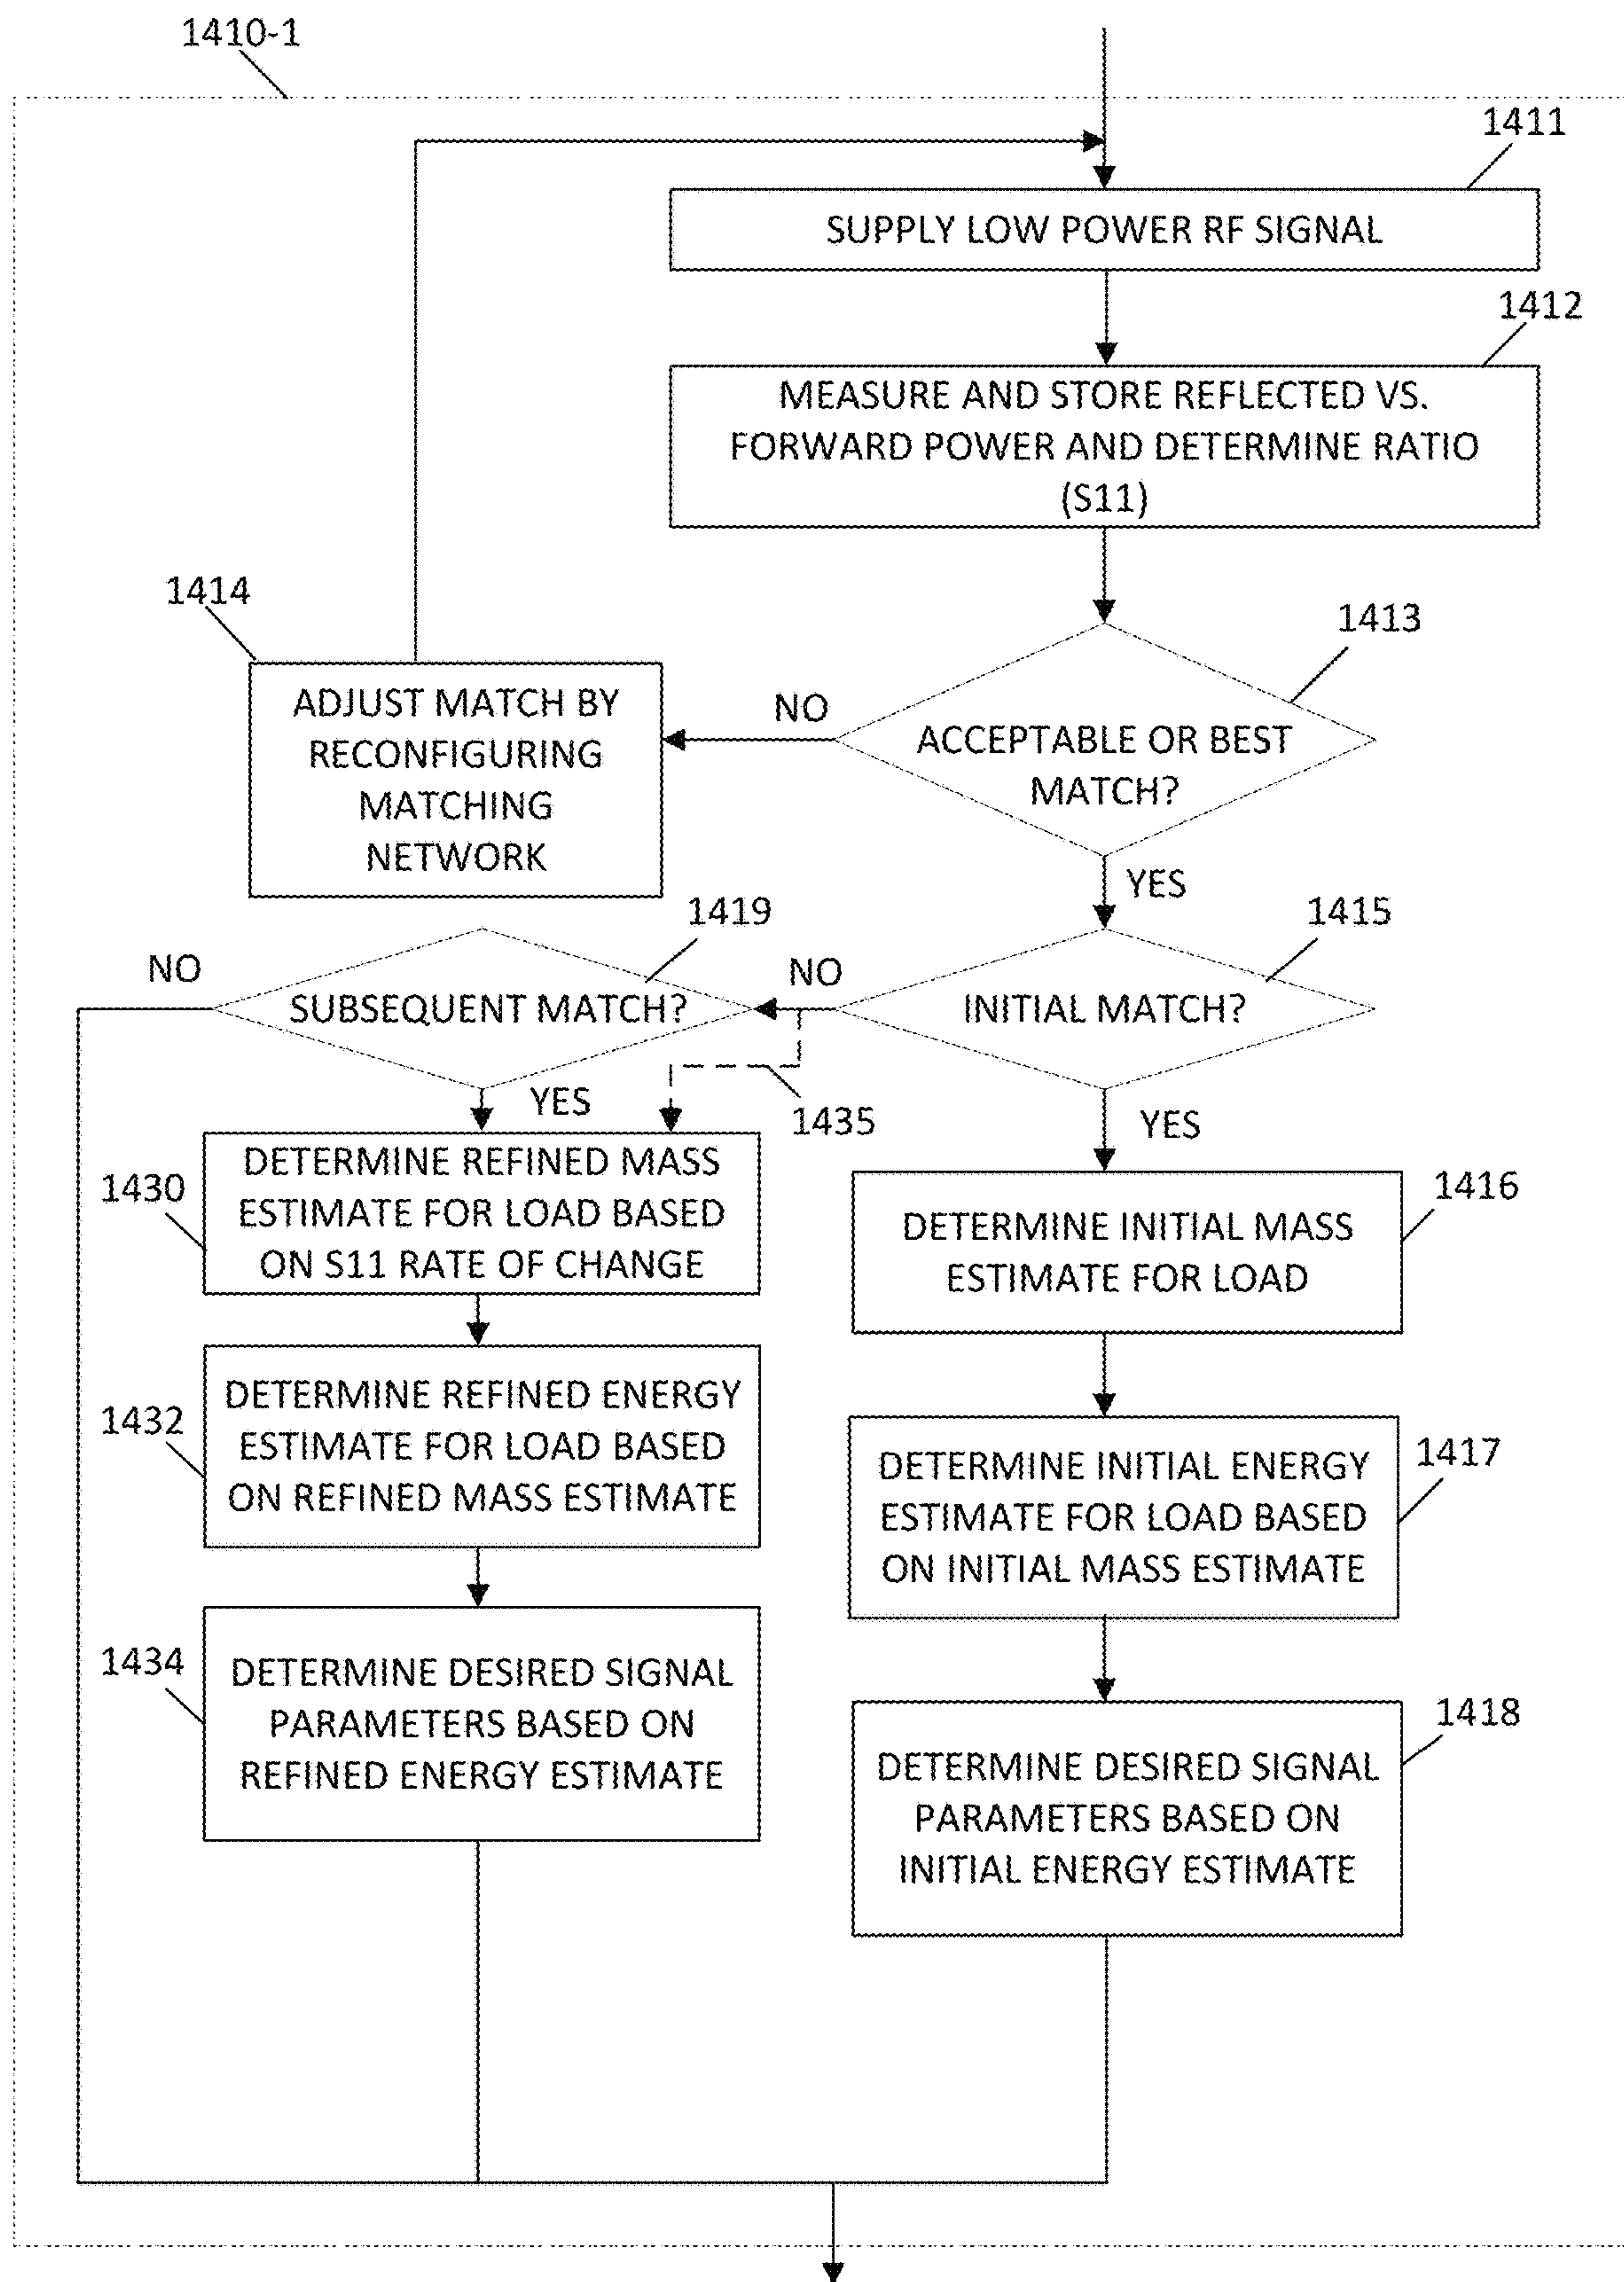 1410-1
1411
SUPPLY LOW POWER RF SIGNAL
1412
MEASURE AND STORE REFLECTED VS.
FORWARD POWER AND DETERMINE RATIO
(S11)
1414
1413
ADJUST MATCH BY
RECONFIGURING
MATCHING
NETWORK
NO
ACCEPTABLE OR BEST
MATCH?
YES
1419
1415
NO
SUBSEQUENT MATCH?
NO
INITIAL MATCH?
YES
1435
YES
1430
DETERMINE REFINED MASS
ESTIMATE FOR LOAD BASED
ON S11 RATE OF CHANGE
1416
DETERMINE INITIAL MASS
ESTIMATE FOR LOAD
1432
DETERMINE REFINED ENERGY
ESTIMATE FOR LOAD BASED
ON REFINED MASS ESTIMATE
1417
DETERMINE INITIAL ENERGY
ESTIMATE FOR LOAD BASED
ON INITIAL MASS ESTIMATE
1434
DETERMINE DESIRED SIGNAL
PARAMETERS BASED ON
REFINED ENERGY ESTIMATE
1418
DETERMINE DESIRED SIGNAL
PARAMETERS BASED ON
INITIAL ENERGY ESTIMATE